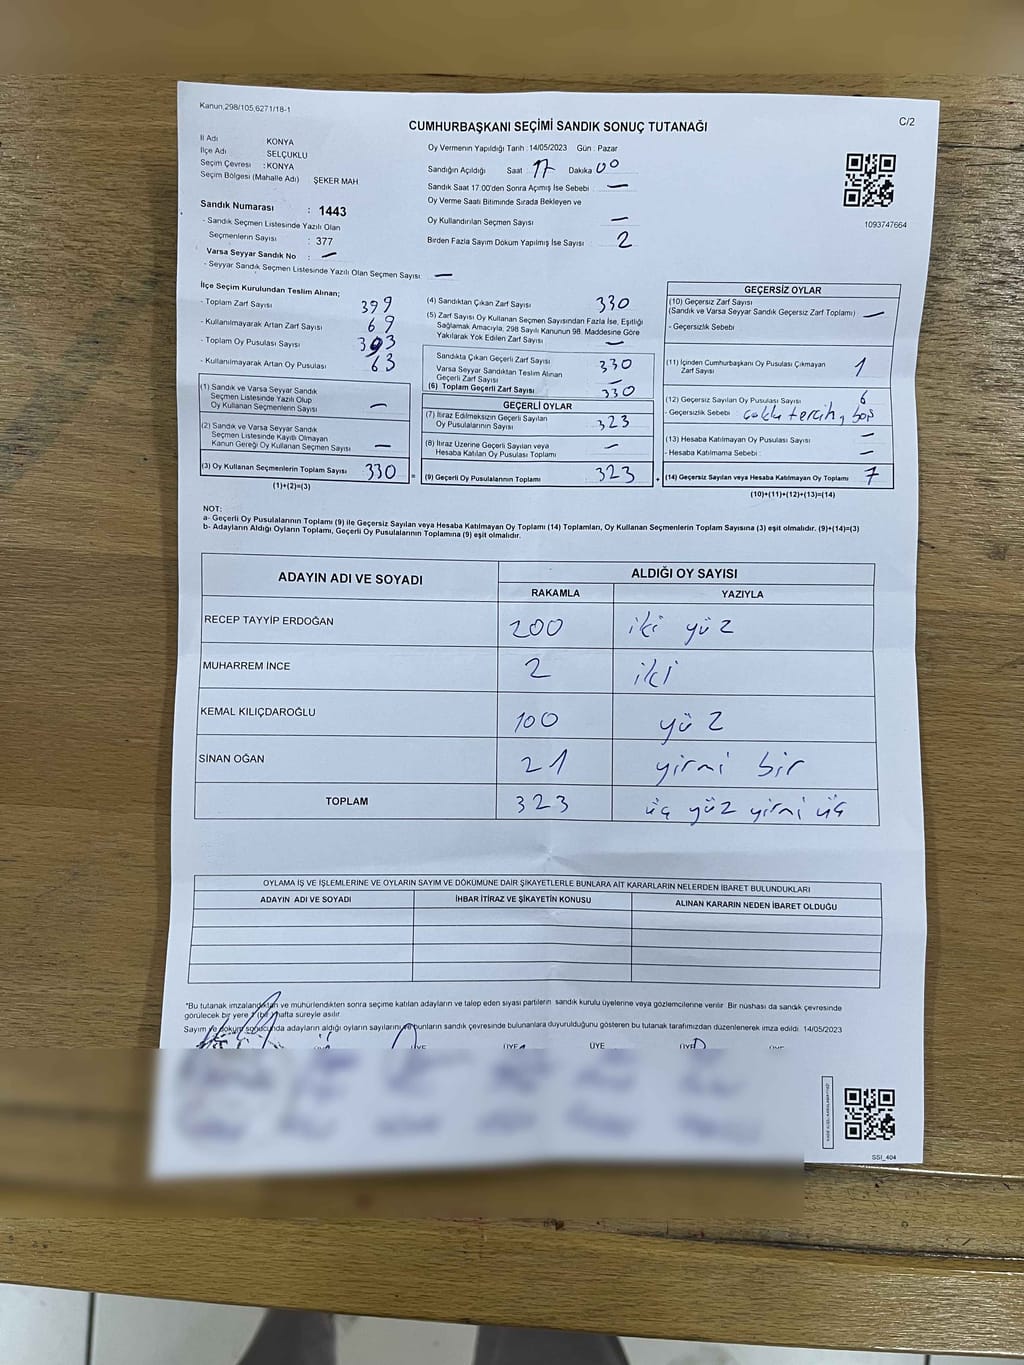 Kanun 298/105,6271/18-1
C/2
CUMHURBAŞKANI SEÇİMİ SANDIK SONUÇ TUTANAĞI
İl Adı KONYA
İlçe Adı SELÇUKLU
Seçim Çevresi : KONYA
Seçim Bölgesi (Mahalle Adı) ŞEKER MAH
Oy Vermenin Yapıldığı Tarih : 14/05/2023 Gün : Pazar
Sandığın Açıldığı Saat 17 Dakika 00
Sandık Saat 17:00'den Sonra Açımış İse Sebebi —
Oy Verme Saati Bitiminde Sırada Bekleyen ve
Oy Kullandırılan Seçmen Sayısı —
Birden Fazla Sayım Döküm Yapılmış İse Sayısı 2
1093747664
Sandık Numarası : 1443
- Sandık Seçmen Listesinde Yazılı Olan
Seçmenlerin Sayısı : 377
Varsa Seyyar Sandık No : —
- Seyyar Sandık Seçmen Listesinde Yazılı Olan Seçmen Sayısı : —
İlçe Seçim Kurulundan Teslim Alınan;
- Toplam Zarf Sayısı 399
- Kullanılmayarak Artan Zarf Sayısı 69
- Toplam Oy Pusulası Sayısı 393
- Kullanılmayarak Artan Oy Pusulası 63
(1) Sandık ve Varsa Seyyar Sandık
Seçmen Listesinde Yazılı Olup
Oy Kullanan Seçmenlerin Sayısı —
(2) Sandık ve Varsa Seyyar Sandık
Seçmen Listesinde Kayıtlı Olmayan
Kanun Gereği Oy Kullanan Seçmen Sayısı —
(3) Oy Kullanan Seçmenlerin Toplam Sayısı 330
(1)+(2)=(3)
=
(4) Sandıktan Çıkan Zarf Sayısı 330
(5) Zarf Sayısı Oy Kullanan Seçmen Sayısından Fazla İse, Eşitliği
Sağlamak Amacıyla, 298 Sayılı Kanunun 98. Maddesine Göre
Yakılarak Yok Edilen Zarf Sayısı —
Sandıkta Çıkan Geçerli Zarf Sayısı 330
Varsa Seyyar Sandıktan Teslim Alınan
Geçerli Zarf Sayısı —
(6) Toplam Geçerli Zarf Sayısı 330
GEÇERLİ OYLAR
(7) İtiraz Edilmeksizin Geçerli Sayılan
Oy Pusulalarının Sayısı 323
(8) İtiraz Üzerine Geçerli Sayılan veya
Hesaba Katılan Oy Pusulası Toplamı —
(9) Geçerli Oy Pusulalarının Toplamı 323
+
GEÇERSİZ OYLAR
(10) Geçersiz Zarf Sayısı
(Sandık ve Varsa Seyyar Sandık Geçersiz Zarf Toplamı) —
- Geçersizlik Sebebi
(11) İçinden Cumhurbaşkanı Oy Pusulası Çıkmayan
Zarf Sayısı 1
(12) Geçersiz Sayılan Oy Pusulası Sayısı 6
- Geçersizlik Sebebi çoklu tercih, boş
(13) Hesaba Katılmayan Oy Pusulası Sayısı —
- Hesaba Katılmama Sebebi : —
(14) Geçersiz Sayılan veya Hesaba Katılmayan Oy Toplamı 7
(10)+(11)+(12)+(13)=(14)
NOT:
a- Geçerli Oy Pusulalarının Toplamı (9) ile Geçersiz Sayılan veya Hesaba Katılmayan Oy Toplamı (14) Toplamları, Oy Kullanan Seçmenlerin Toplam Sayısına (3) eşit olmalıdır. (9)+(14)=(3)
b- Adayların Aldığı Oyların Toplamı, Geçerli Oy Pusulalarının Toplamına (9) eşit olmalıdır.
ADAYIN ADI VE SOYADI
ALDIĞI OY SAYISI
RAKAMLA YAZIYLA
RECEP TAYYİP ERDOĞAN 200 iki yüz
MUHARREM İNCE 2 iki
KEMAL KILIÇDAROĞLU 100 yüz
SİNAN OĞAN 21 yirmi bir
TOPLAM 323 üç yüz yirmi üç
OYLAMA İŞ VE İŞLEMLERİNE VE OYLARIN SAYIM VE DÖKÜMÜNE DAİR ŞİKAYETLERLE BUNLARA AİT KARARLARIN NELERDEN İBARET BULUNDUKLARI
ADAYIN ADI VE SOYADI İHBAR İTİRAZ VE ŞİKAYETİN KONUSU ALINAN KARARIN NEDEN İBARET OLDUĞU
*Bu tutanak imzalandıktan ve mühürlendikten sonra seçime katılan adayların ve talep eden siyasi partilerin sandık kurulu üyelerine veya gözlemcilerine verilir. Bir nüshası da sandık çevresinde
görülecek bir yere 1 (bir) hafta süreyle asılır.
Sayım ve döküm sonucunda adayların aldığı oyların sayılarını ve bunların sandık çevresinde bulunanlara duyurulduğunu gösteren bu tutanak tarafımızdan düzenlenerek imza edildi. 14/05/2023
ÜYE ÜYE ÜYE ÜYE
SSI_404